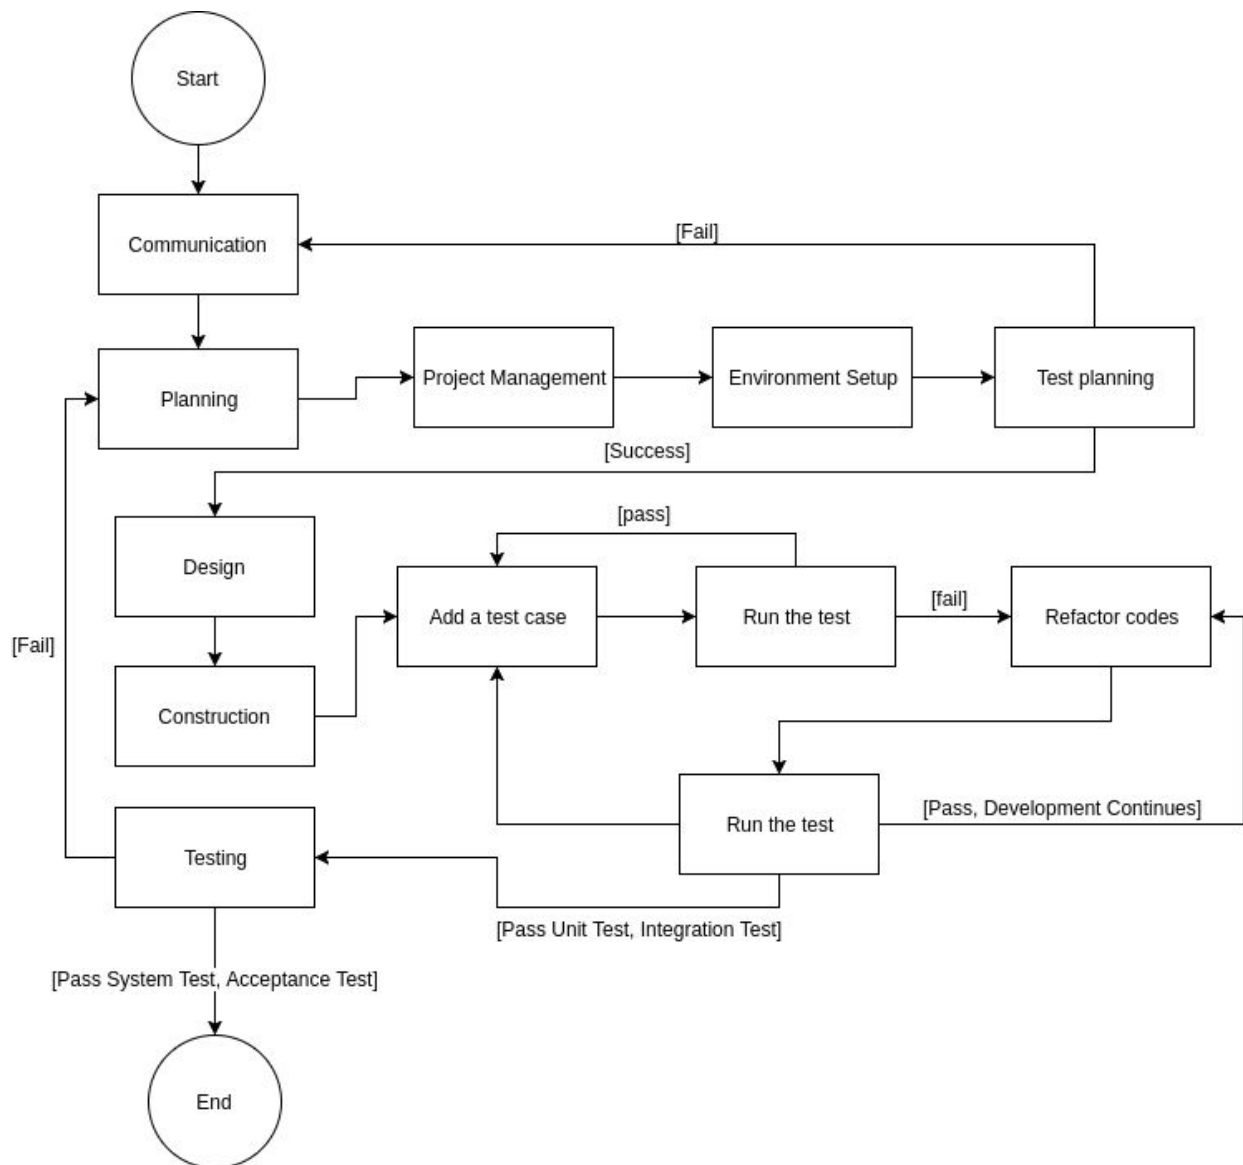 Start
Communication
[Fail]
Planning
Project Management
Environment Setup
Test planning
[Success]
Design
[pass]
Add a test case
Run the test
[fail]
Refactor codes
[Fail]
Construction
Run the test
[Pass, Development Continues]
Testing
[Pass Unit Test, Integration Test]
[Pass System Test, Acceptance Test]
End